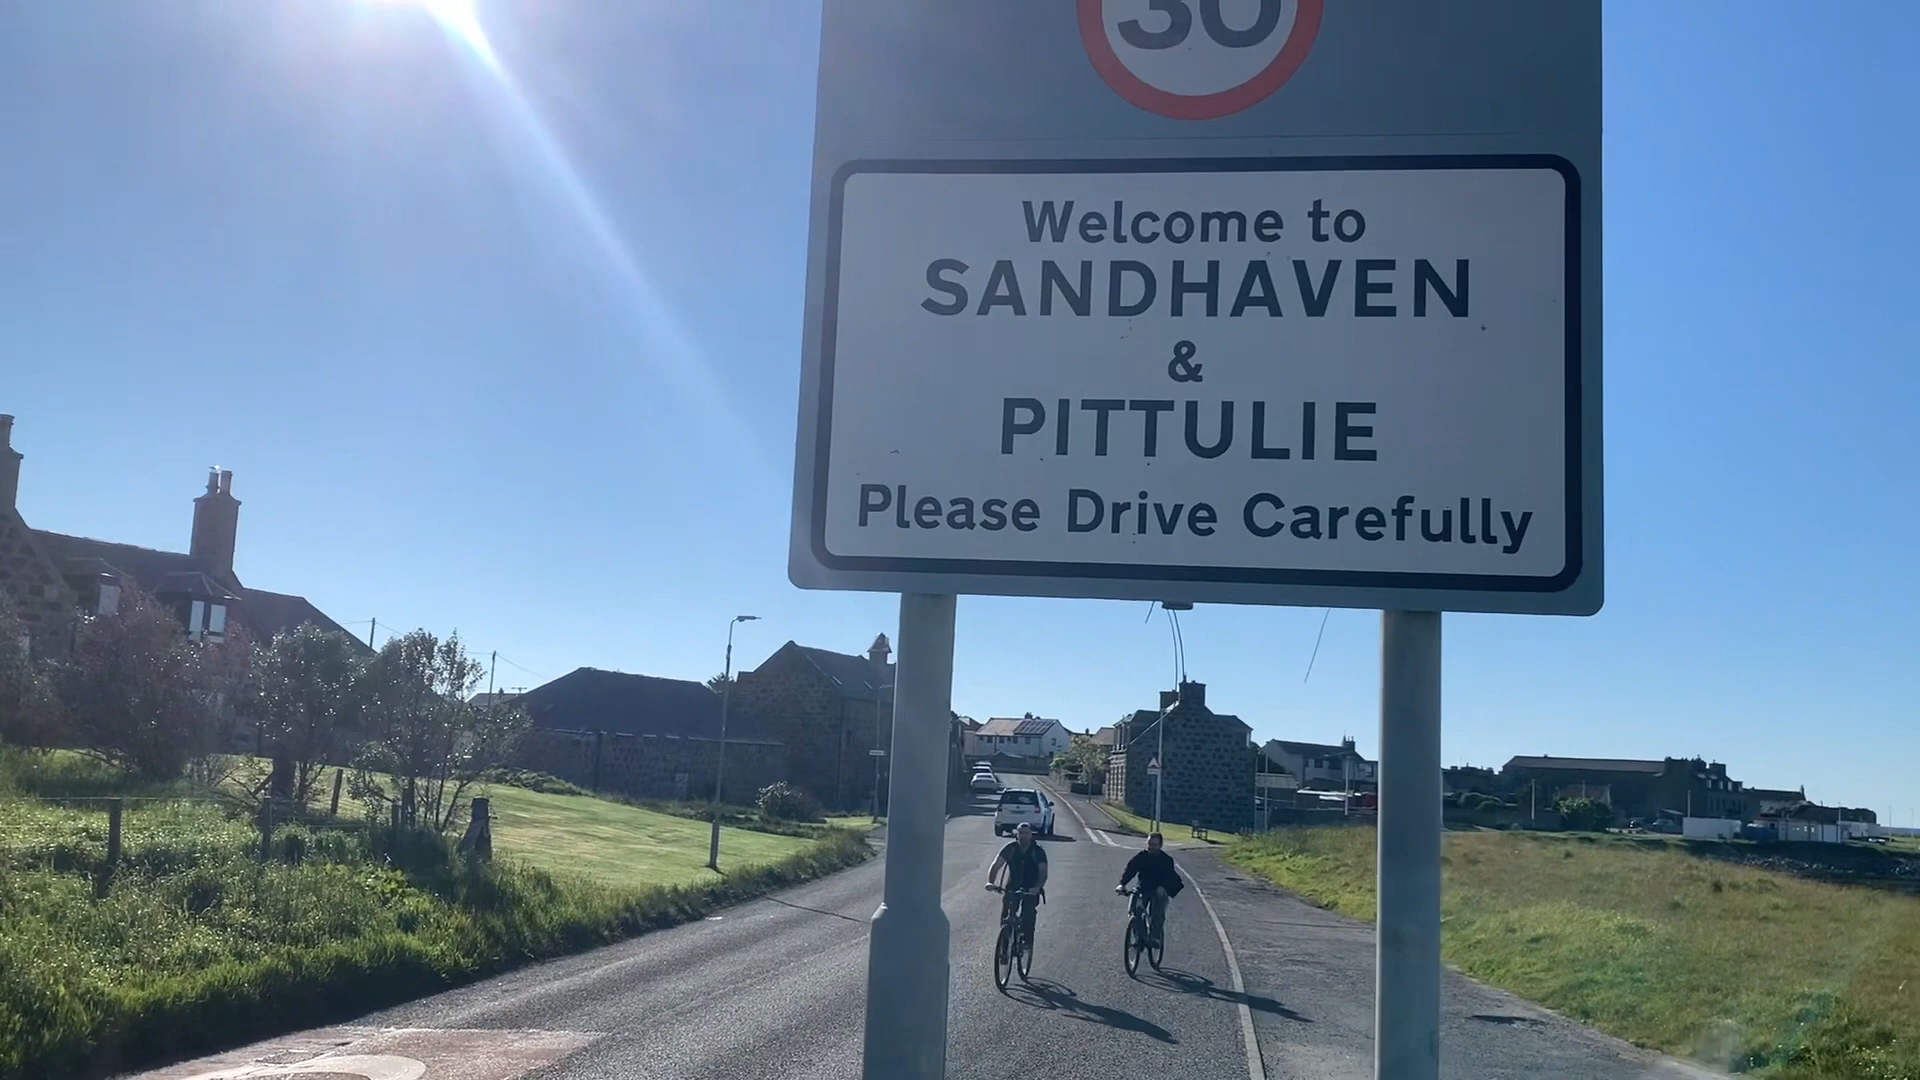 30
Welcome to
SANDHAVEN
&
PITTULIE
Please Drive Carefully